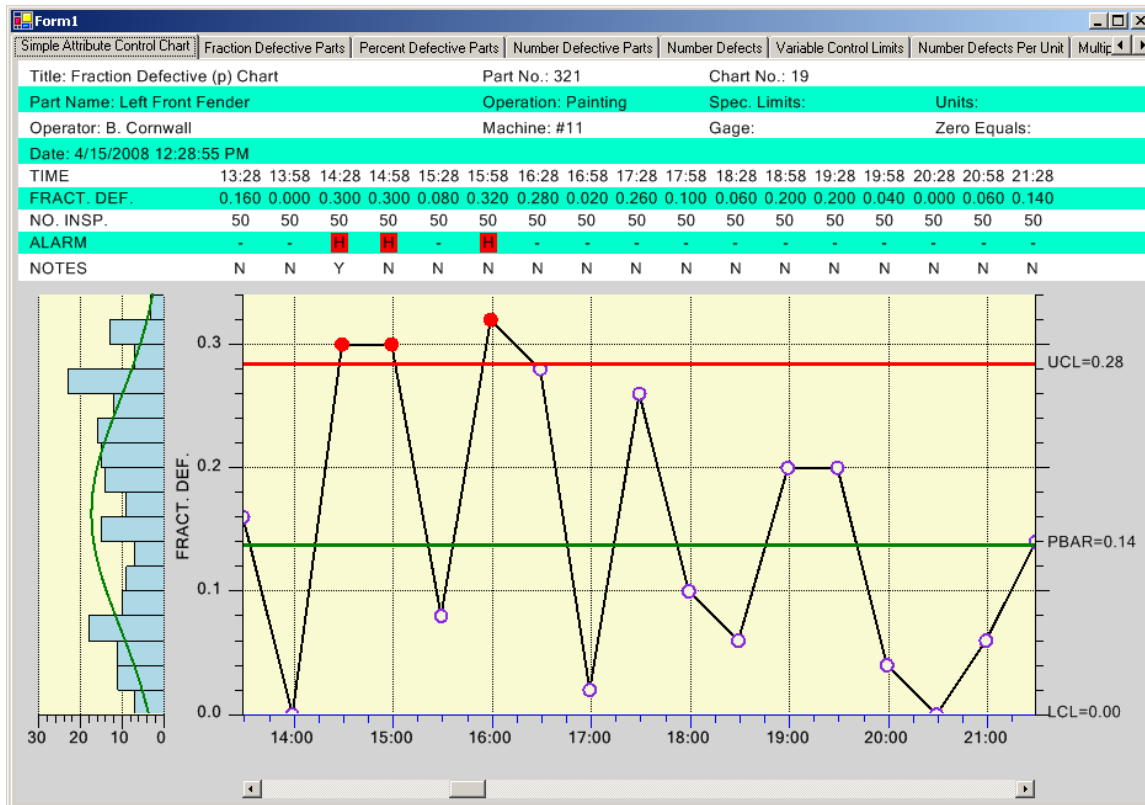 Form1
Simple Attribute Control Chart Fraction Defective Parts Percent Defective Parts Number Defective Parts Number Defects Variable Control Limits Number Defects Per Unit Multip
Title: Fraction Defective (p) Chart Part No.: 321 Chart No.: 19
Part Name: Left Front Fender Operation: Painting Spec. Limits: Units:
Operator: B. Cornwall Machine: #11 Gage: Zero Equals:
Date: 4/15/2008 12:28:55 PM
TIME 13:28 13:58 14:28 14:58 15:28 15:58 16:28 16:58 17:28 17:58 18:28 18:58 19:28 19:58 20:28 20:58 21:28
FRACT. DEF. 0.160 0.000 0.300 0.300 0.080 0.320 0.280 0.020 0.260 0.100 0.060 0.200 0.200 0.040 0.000 0.060 0.140
NO. INSP. 50 50 50 50 50 50 50 50 50 50 50 50 50 50 50 50 50
ALARM - - H H - H - - - - - - - - - - -
NOTES N N Y N N N N N N N N N N N N N N
0.3
UCL=0.28
0.2
FRACT. DEF.
PBAR=0.14
0.1
0.0
LCL=0.00
30 20 10 0
14:00 15:00 16:00 17:00 18:00 19:00 20:00 21:00